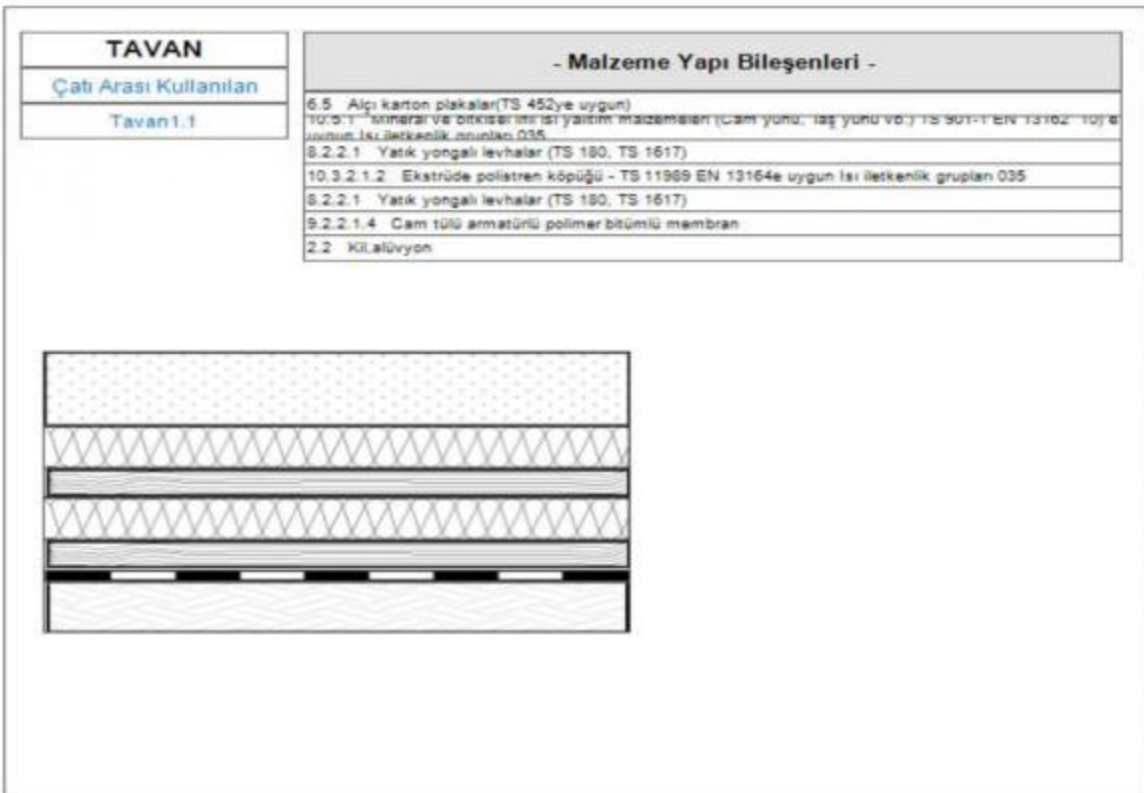 TAVAN
Çatı Arası Kullanılan
Tavan1.1
- Malzeme Yapı Bileşenleri -
6.5 Alçı karton plakalar(TS 452ye uygun)
10.5.1 Mineral ve bitkisel lifli ısı yalıtım malzemeleri (Cam yünü, Taş yünü vb.) TS 901-1 EN 13162 10) e
uygun Isı iletkenlik grupları 035
8.2.2.1 Yatık yongalı levhalar (TS 180, TS 1617)
10.3.2.1.2 Ekstrüde polistren köpüğü - TS 11989 EN 13164e uygun Isı iletkenlik grupları 035
8.2.2.1 Yatık yongalı levhalar (TS 180, TS 1617)
9.2.2.1.4 Cam tülü armatürlü polimer bitümlü membran
2.2 Kil,alüvyon